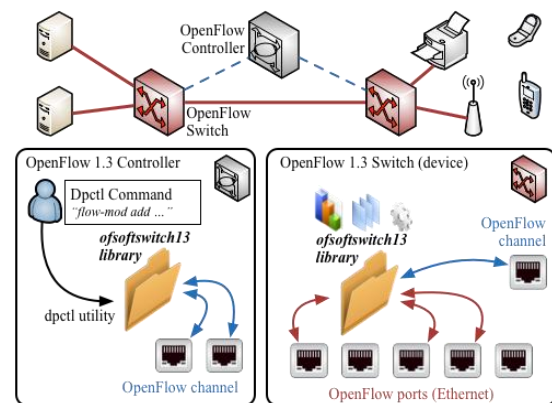 OpenFlow
Controller
OpenFlow
Switch
OpenFlow 1.3 Controller
Dpctl Command
“flow-mod add ...”
ofsoftswitch13
library
dpctl utility
OpenFlow channel
OpenFlow 1.3 Switch (device)
ofsoftswitch13
library
OpenFlow
channel
OpenFlow ports (Ethernet)